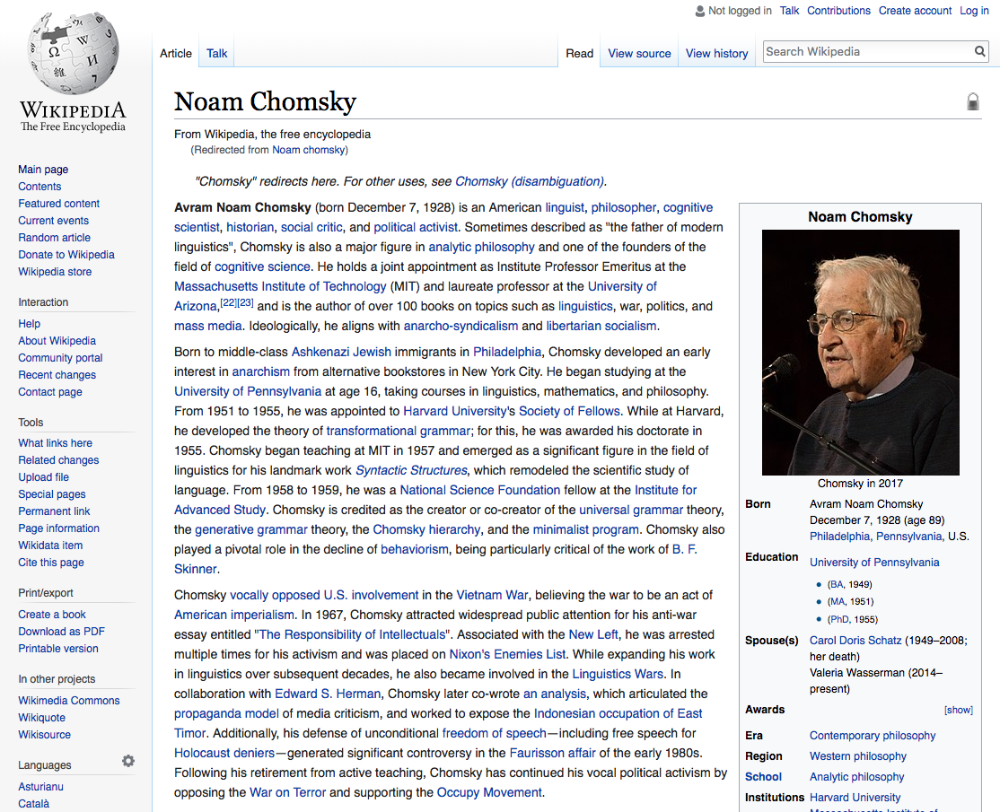 Not logged in Talk Contributions Create account Log in
Article Talk Read View source View history Search Wikipedia
WIKIPEDIA
The Free Encyclopedia
Main page
Contents
Featured content
Current events
Random article
Donate to Wikipedia
Wikipedia store
Interaction
Help
About Wikipedia
Community portal
Recent changes
Contact page
Tools
What links here
Related changes
Upload file
Special pages
Permanent link
Page information
Wikidata item
Cite this page
Print/export
Create a book
Download as PDF
Printable version
In other projects
Wikimedia Commons
Wikiquote
Wikisource
Languages
Asturianu
Català
Noam Chomsky
From Wikipedia, the free encyclopedia
(Redirected from Noam chomsky)
"Chomsky" redirects here. For other uses, see Chomsky (disambiguation).
Avram Noam Chomsky (born December 7, 1928) is an American linguist, philosopher, cognitive
scientist, historian, social critic, and political activist. Sometimes described as "the father of modern
linguistics", Chomsky is also a major figure in analytic philosophy and one of the founders of the
field of cognitive science. He holds a joint appointment as Institute Professor Emeritus at the
Massachusetts Institute of Technology (MIT) and laureate professor at the University of
Arizona,[22][23] and is the author of over 100 books on topics such as linguistics, war, politics, and
mass media. Ideologically, he aligns with anarcho-syndicalism and libertarian socialism.
Born to middle-class Ashkenazi Jewish immigrants in Philadelphia, Chomsky developed an early
interest in anarchism from alternative bookstores in New York City. He began studying at the
University of Pennsylvania at age 16, taking courses in linguistics, mathematics, and philosophy.
From 1951 to 1955, he was appointed to Harvard University's Society of Fellows. While at Harvard,
he developed the theory of transformational grammar; for this, he was awarded his doctorate in
1955. Chomsky began teaching at MIT in 1957 and emerged as a significant figure in the field of
linguistics for his landmark work Syntactic Structures, which remodeled the scientific study of
language. From 1958 to 1959, he was a National Science Foundation fellow at the Institute for
Advanced Study. Chomsky is credited as the creator or co-creator of the universal grammar theory,
the generative grammar theory, the Chomsky hierarchy, and the minimalist program. Chomsky also
played a pivotal role in the decline of behaviorism, being particularly critical of the work of B. F.
Skinner.
Chomsky vocally opposed U.S. involvement in the Vietnam War, believing the war to be an act of
American imperialism. In 1967, Chomsky attracted widespread public attention for his anti-war
essay entitled "The Responsibility of Intellectuals". Associated with the New Left, he was arrested
multiple times for his activism and was placed on Nixon's Enemies List. While expanding his work
in linguistics over subsequent decades, he also became involved in the Linguistics Wars. In
collaboration with Edward S. Herman, Chomsky later co-wrote an analysis, which articulated the
propaganda model of media criticism, and worked to expose the Indonesian occupation of East
Timor. Additionally, his defense of unconditional freedom of speech—including free speech for
Holocaust deniers—generated significant controversy in the Faurisson affair of the early 1980s.
Following his retirement from active teaching, Chomsky has continued his vocal political activism by
opposing the War on Terror and supporting the Occupy Movement.
Noam Chomsky
Chomsky in 2017
Born Avram Noam Chomsky
December 7, 1928 (age 89)
Philadelphia, Pennsylvania, U.S.
Education University of Pennsylvania
• (BA, 1949)
• (MA, 1951)
• (PhD, 1955)
Spouse(s) Carol Doris Schatz (1949–2008;
her death)
Valeria Wasserman (2014–
present)
Awards [show]
Era Contemporary philosophy
Region Western philosophy
School Analytic philosophy
Institutions Harvard University